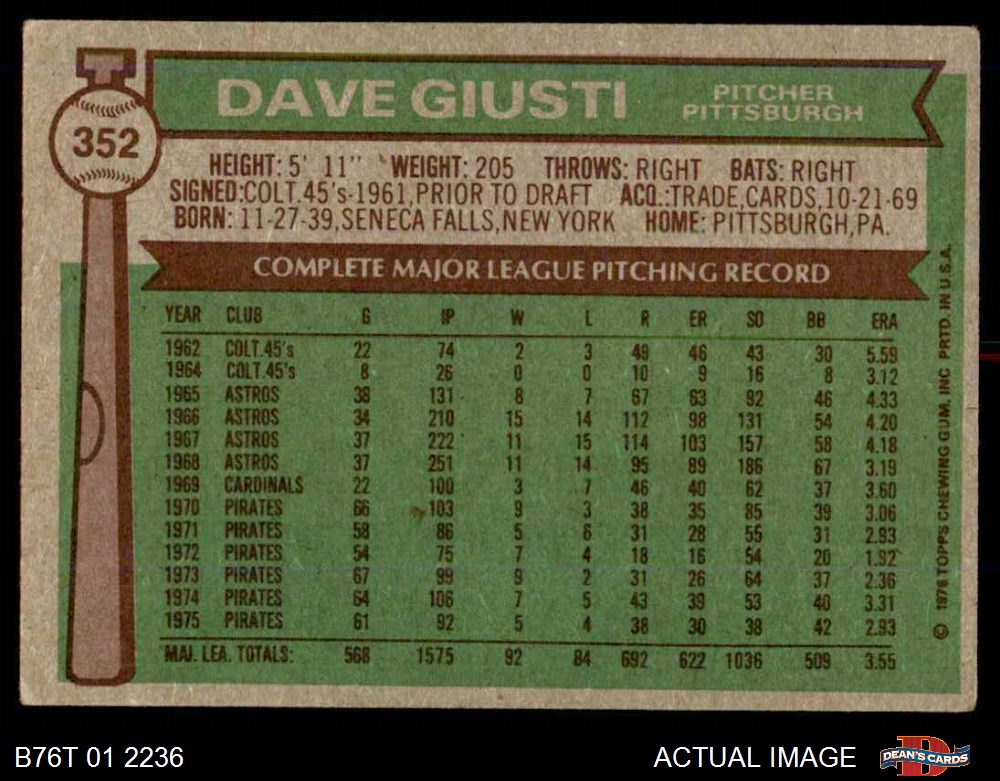 DAVE GIUSTI
PITCHER
PITTSBURGH
352
HEIGHT: 5' 11" WEIGHT: 205 THROWS: RIGHT BATS: RIGHT
SIGNED:COLT.45's-1961,PRIOR TO DRAFT ACQ.:TRADE,CARDS,10-21-69
BORN: 11-27-39,SENECA FALLS,NEW YORK HOME: PITTSBURGH,PA.
COMPLETE MAJOR LEAGUE PITCHING RECORD
YEAR CLUB G IP W L R ER SO BB ERA
1962 COLT.45's 22 74 2 3 49 46 43 30 5.59
1964 COLT.45's 8 26 0 0 10 9 16 8 3.12
1965 ASTROS 38 131 8 7 67 63 92 46 4.33
1966 ASTROS 34 210 15 14 112 98 131 54 4.20
1967 ASTROS 37 222 11 15 114 103 157 58 4.18
1968 ASTROS 37 251 11 14 95 89 186 67 3.19
1969 CARDINALS 22 100 3 7 46 40 62 37 3.60
1970 PIRATES 66 103 9 3 38 35 85 39 3.06
1971 PIRATES 58 86 5 6 31 28 55 31 2.93
1972 PIRATES 54 75 7 4 18 16 54 20 1.92
1973 PIRATES 67 99 9 2 31 26 64 37 2.36
1974 PIRATES 64 106 7 5 43 39 53 40 3.31
1975 PIRATES 61 92 5 4 38 30 38 42 2.93
MAJ. LEA. TOTALS: 568 1575 92 84 692 622 1036 509 3.55
© 1976 TOPPS CHEWING GUM, INC PRTD. IN U.S.A.
B76T 01 2236
ACTUAL IMAGE
DEAN'S CARDS